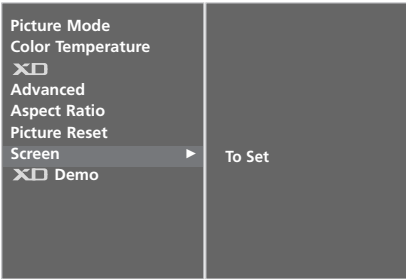 Picture Mode
Color Temperature
XD
Advanced
Aspect Ratio
Picture Reset
Screen
To Set
XD Demo